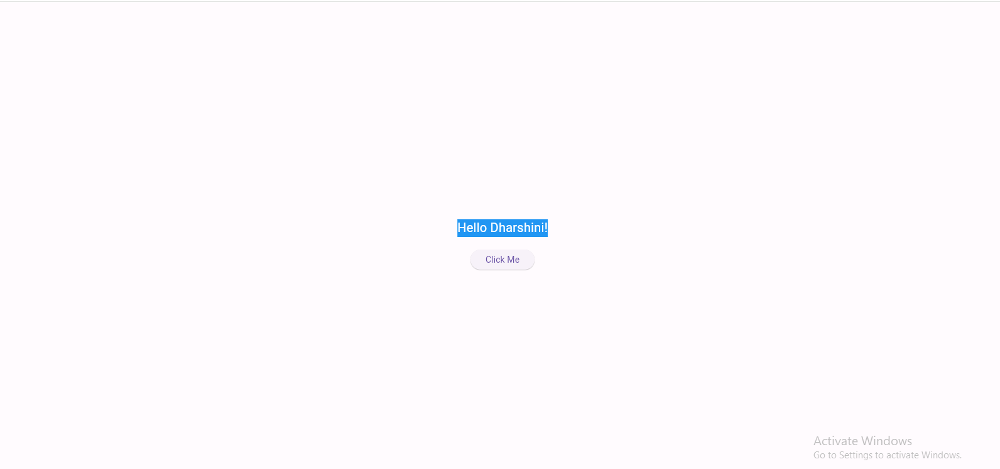 Hello Dharshini!
Click Me
Activate Windows
Go to Settings to activate Windows.